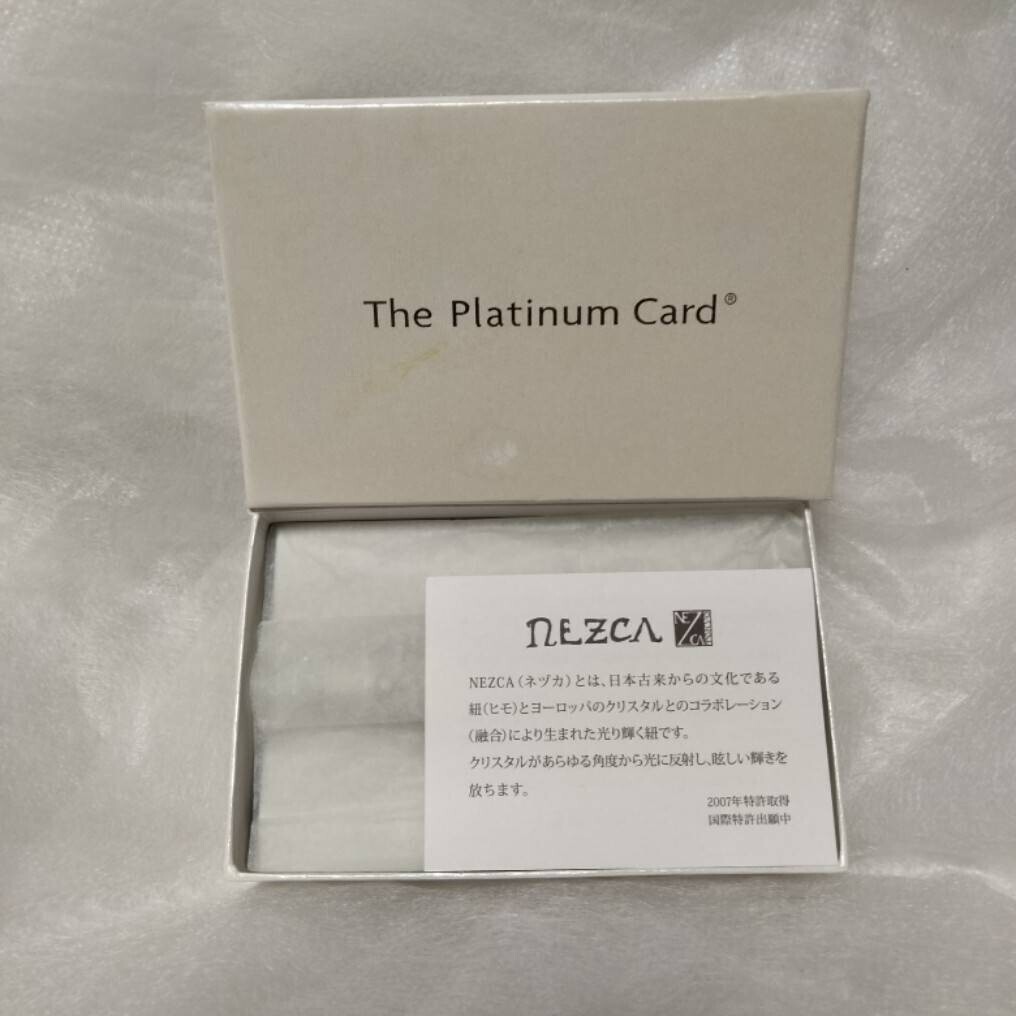 The Platinum Card®
NEZCA NE Z CA
NEZCA(ネヅカ)とは、日本古来からの文化である
紐(ヒモ)とヨーロッパのクリスタルとのコラボレーション
(融合)により生まれた光り輝く紐です。
クリスタルがあらゆる角度から光に反射し、眩しい輝きを
放ちます。
2007年特許取得
国際特許出願中